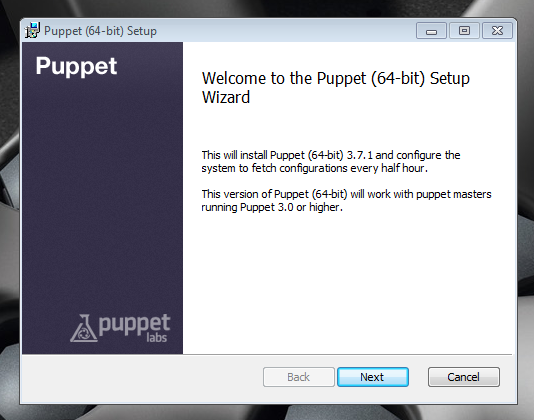 Puppet (64-bit) Setup
Puppet
Welcome to the Puppet (64-bit) Setup
Wizard
This will install Puppet (64-bit) 3.7.1 and configure the
system to fetch configurations every half hour.
This version of Puppet (64-bit) will work with puppet masters
running Puppet 3.0 or higher.
puppet
labs
Back
Next
Cancel